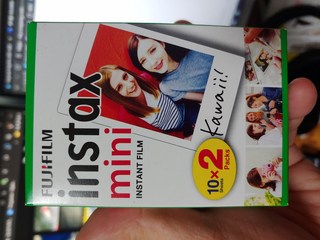 FUJIFILM
instax
mini
INSTANT FILM
Kawaii!
10×2
Packs